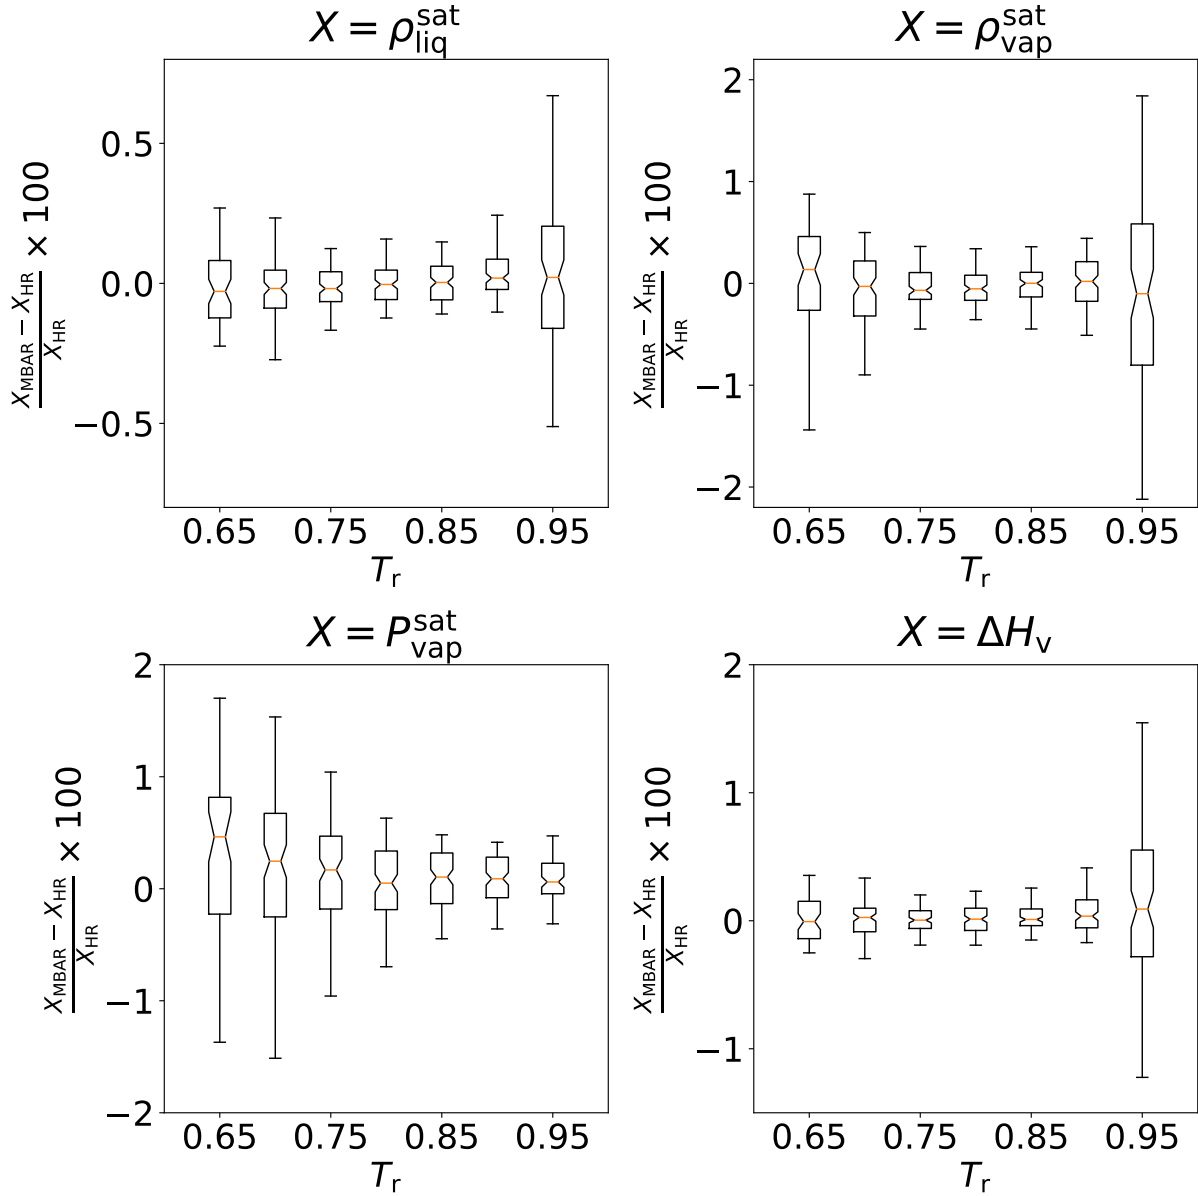 X = ρ_liq^sat
0.5
0.0
−0.5
X_MBAR − X_HR / X_HR × 100
0.65 0.75 0.85 0.95
T_r
X = ρ_vap^sat
2
1
0
−1
−2
X_MBAR − X_HR / X_HR × 100
0.65 0.75 0.85 0.95
T_r
X = P_vap^sat
2
1
0
−1
−2
X_MBAR − X_HR / X_HR × 100
0.65 0.75 0.85 0.95
T_r
X = ΔH_v
2
1
0
−1
X_MBAR − X_HR / X_HR × 100
0.65 0.75 0.85 0.95
T_r